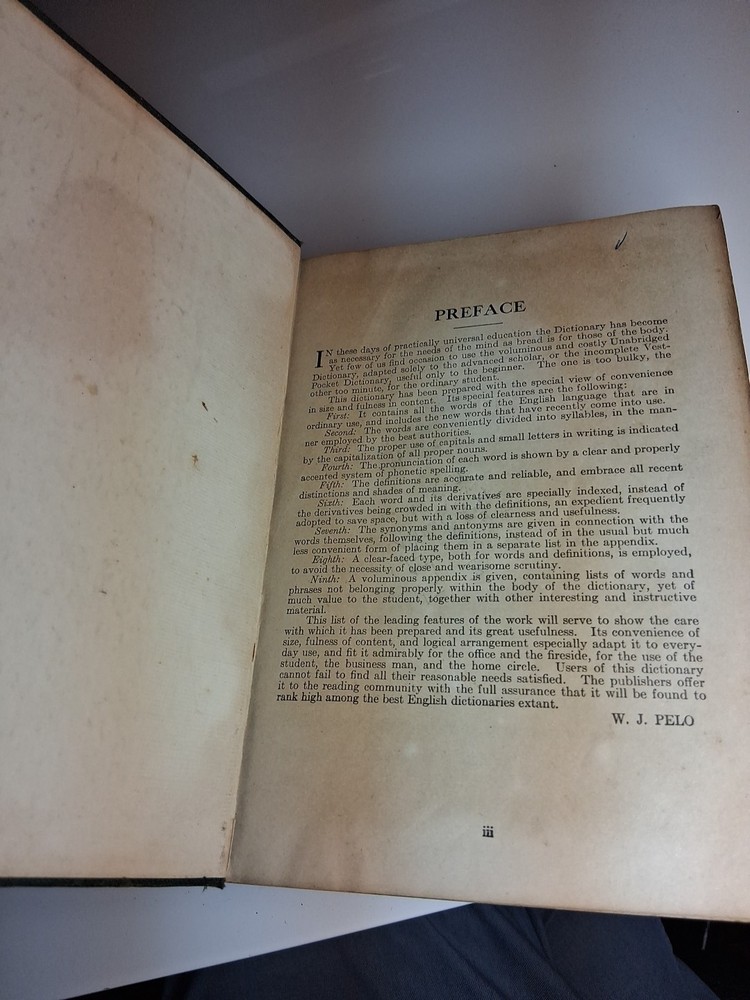 PREFACE
IN these days of practically universal education the Dictionary has become
as necessary for the needs of the mind as bread is for those of the body.
Yet few of us find occasion to use the voluminous and costly Unabridged
Dictionary, adapted solely to the advanced scholar, or the incomplete Vest-
Pocket Dictionary, useful only to the beginner. The one is too bulky, the
other too minute, for the ordinary student.
This dictionary has been prepared with the special view of convenience
in size and fulness in content. Its special features are the following:
First: It contains all the words of the English language that are in
ordinary use, and includes the new words that have recently come into use.
Second: The words are conveniently divided into syllables, in the man-
ner employed by the best authorities.
Third: The proper use of capitals and small letters in writing is indicated
by the capitalization of all proper nouns.
Fourth: The pronunciation of each word is shown by a clear and properly
accented system of phonetic spelling.
Fifth: The definitions are accurate and reliable, and embrace all recent
distinctions and shades of meaning.
Sixth: Each word and its derivatives are specially indexed, instead of
the derivatives being crowded in with the definitions, an expedient frequently
adopted to save space, but with a loss of clearness and usefulness.
Seventh: The synonyms and antonyms are given in connection with the
words themselves, following the definitions, instead of in the usual but much
less convenient form of placing them in a separate list in the appendix.
Eighth: A clear-faced type, both for words and definitions, is employed,
to avoid the necessity of close and wearisome scrutiny.
Ninth: A voluminous appendix is given, containing lists of words and
phrases not belonging properly within the body of the dictionary, yet of
much value to the student, together with other interesting and instructive
material.
This list of the leading features of the work will serve to show the care
with which it has been prepared and its great usefulness. Its convenience of
size, fulness of content, and logical arrangement especially adapt it to every-
day use, and fit it admirably for the office and the fireside, for the use of the
student, the business man, and the home circle. Users of this dictionary
cannot fail to find all their reasonable needs satisfied. The publishers offer
it to the reading community with the full assurance that it will be found to
rank high among the best English dictionaries extant.
W. J. PELO
iii